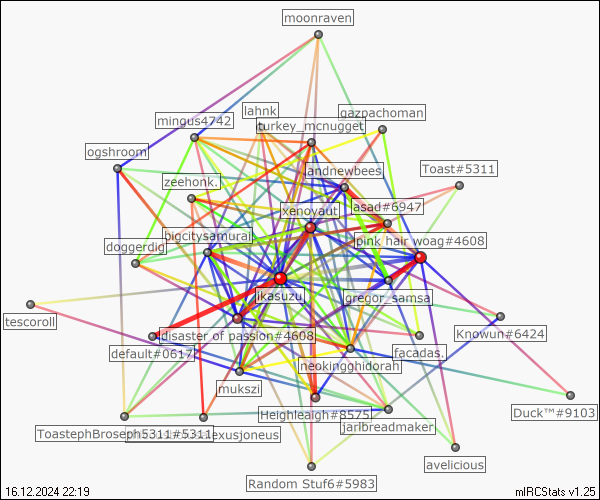 moonraven
lahnk
gazpachoman
mingus4742
turkey_mcnugget
ogshroom
andnewbees
Toast#5311
zeehonk.
asad#6947
xenoyaut
bigcitysamurai
pink hair woag#4608
doggerdig
ikasuzu
gregor_samsa
tescoroll
disaster of passion#4608
Knowun#6424
default#0617
facadas.
neokingghidorah
mukszi
Heighleaigh#8575
Duck™#9103
jarlbreadmaker
ToastephBroseph5311#5311
exusjoneus
avelicious
Random Stuf6#5983
16.12.2024 22:19
mIRCStats v1.25